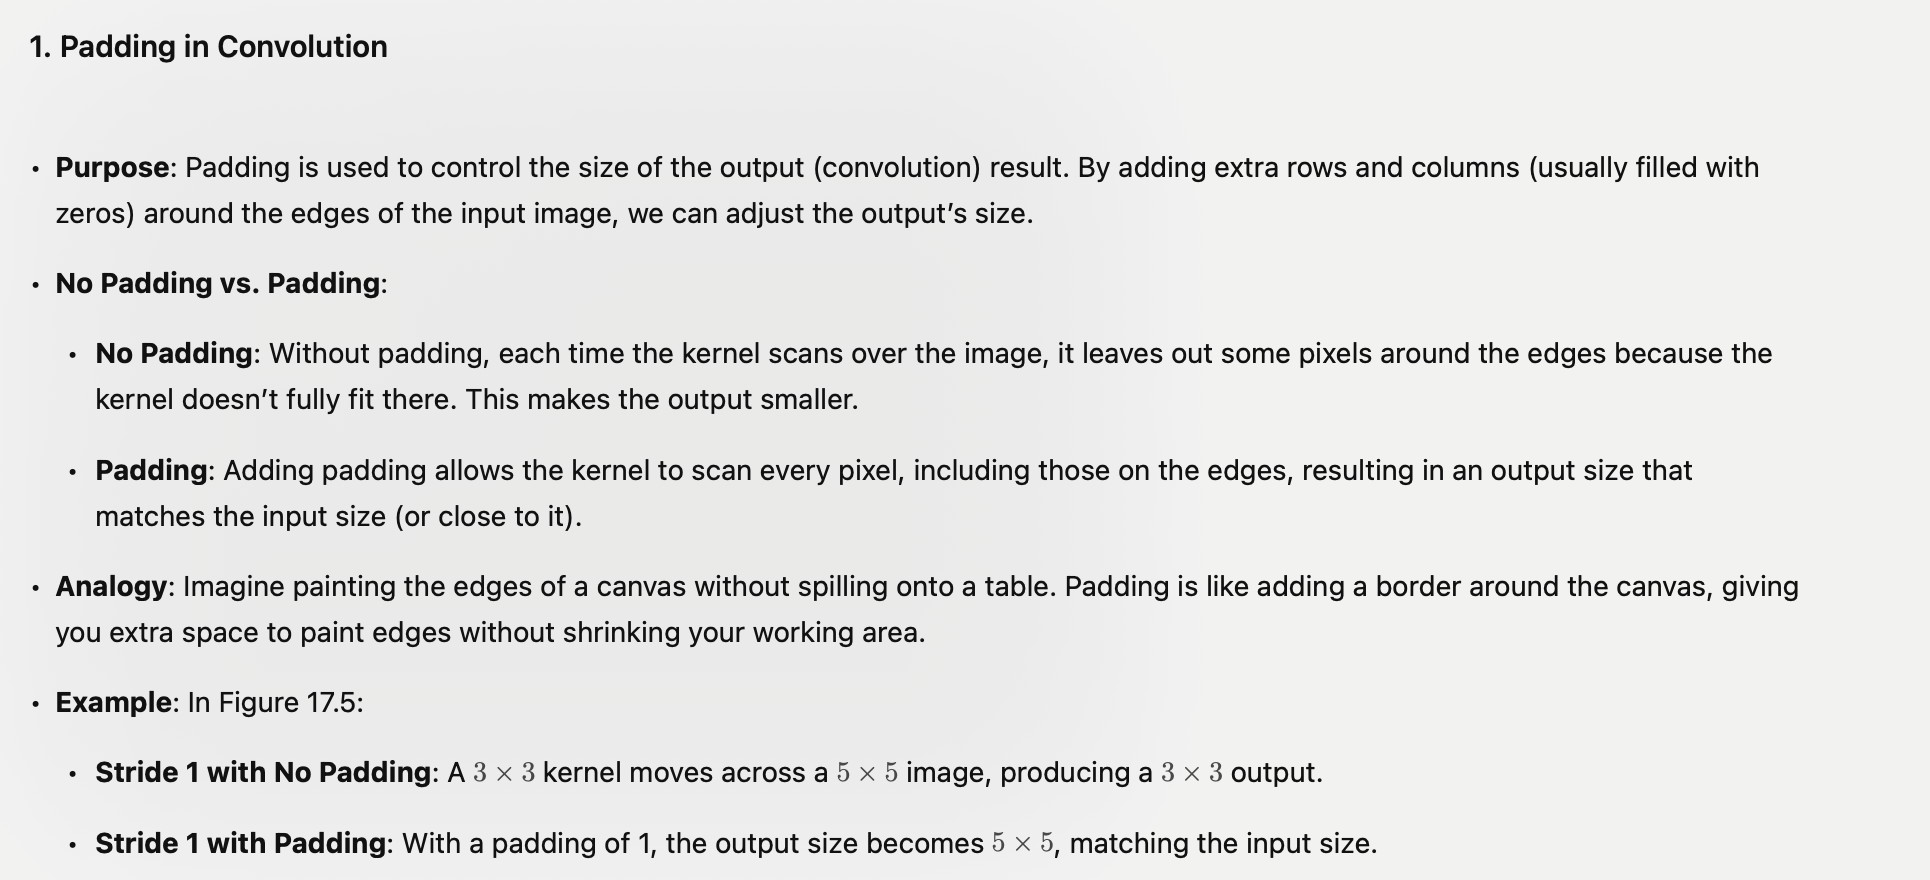 1. Padding in Convolution
• Purpose: Padding is used to control the size of the output (convolution) result. By adding extra rows and columns (usually filled with
zeros) around the edges of the input image, we can adjust the output’s size.
• No Padding vs. Padding:
• No Padding: Without padding, each time the kernel scans over the image, it leaves out some pixels around the edges because the
kernel doesn’t fully fit there. This makes the output smaller.
• Padding: Adding padding allows the kernel to scan every pixel, including those on the edges, resulting in an output size that
matches the input size (or close to it).
• Analogy: Imagine painting the edges of a canvas without spilling onto a table. Padding is like adding a border around the canvas, giving
you extra space to paint edges without shrinking your working area.
• Example: In Figure 17.5:
• Stride 1 with No Padding: A 3 × 3 kernel moves across a 5 × 5 image, producing a 3 × 3 output.
• Stride 1 with Padding: With a padding of 1, the output size becomes 5 × 5, matching the input size.